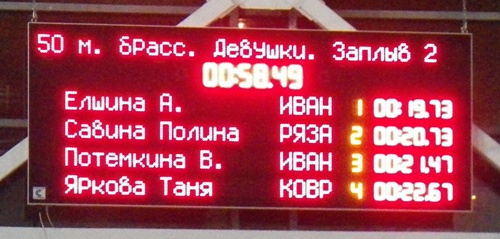 50 м. брасс. Девушки. Заплыв 2
00:58.49
Елшина А. ИВАН 1 00:19.73
Савина Полина РЯЗА 2 00:20.73
Потемкина В. ИВАН 3 00:21.47
Яркова Таня КОВР 4 00:22.67